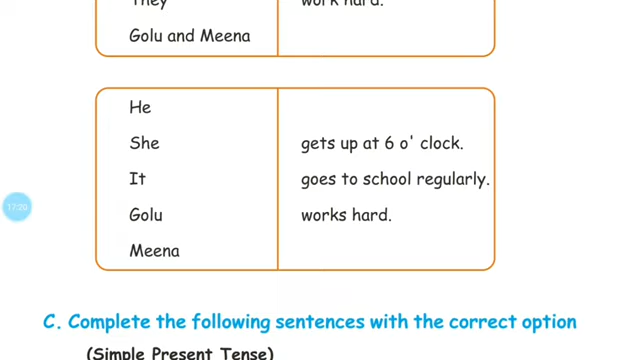 They work hard.
Golu and Meena
He
She gets up at 6 o' clock.
It goes to school regularly.
17:20
Golu works hard.
Meena
C. Complete the following sentences with the correct option
(Simple Present Tense)